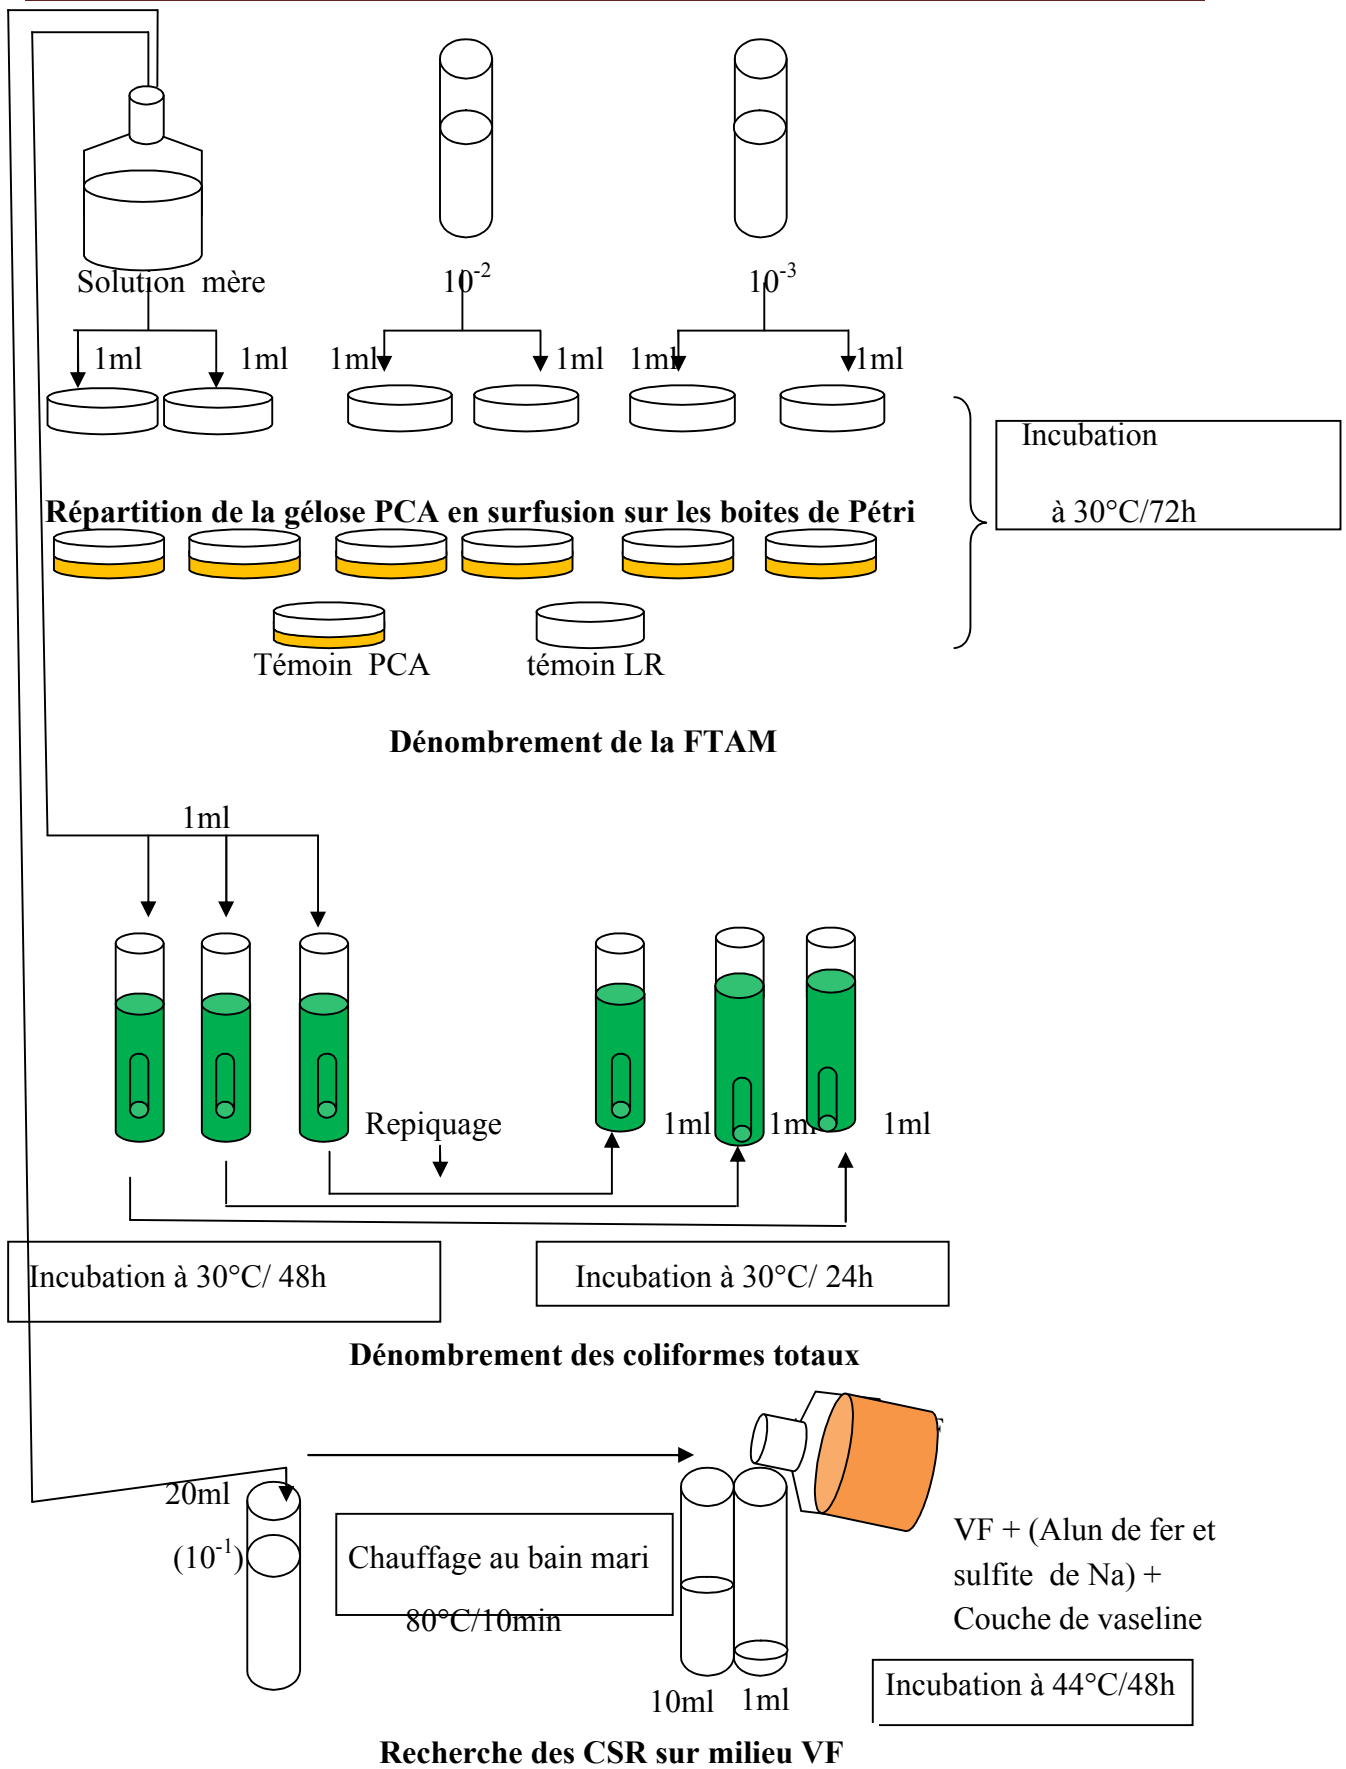 Solution mère
10⁻²
10⁻³
1ml 1ml 1ml 1ml 1ml 1ml
Incubation
à 30°C/72h
Répartition de la gélose PCA en surfusion sur les boites de Pétri
Témoin PCA
témoin LR
Dénombrement de la FTAM
1ml
Repiquage
1ml 1ml 1ml
Incubation à 30°C/ 48h
Incubation à 30°C/ 24h
Dénombrement des coliformes totaux
20ml
(10⁻¹)
Chauffage au bain mari
80°C/10min
VF + (Alun de fer et
sulfite de Na) +
Couche de vaseline
10ml 1ml
Incubation à 44°C/48h
Recherche des CSR sur milieu VF